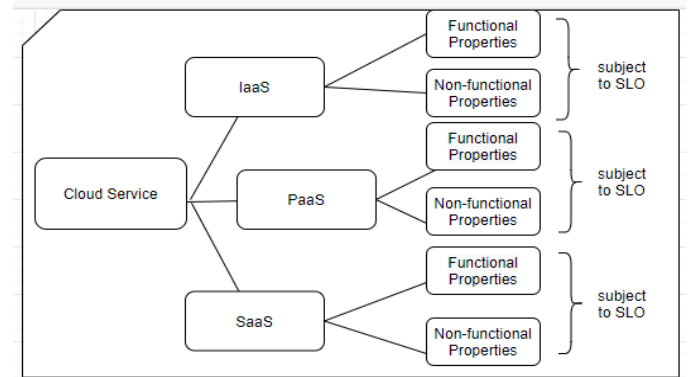 Functional
Properties
subject
to SLO
IaaS
Non-functional
Properties
Functional
Properties
Cloud Service
PaaS
subject
to SLO
Non-functional
Properties
Functional
Properties
subject
to SLO
SaaS
Non-functional
Properties